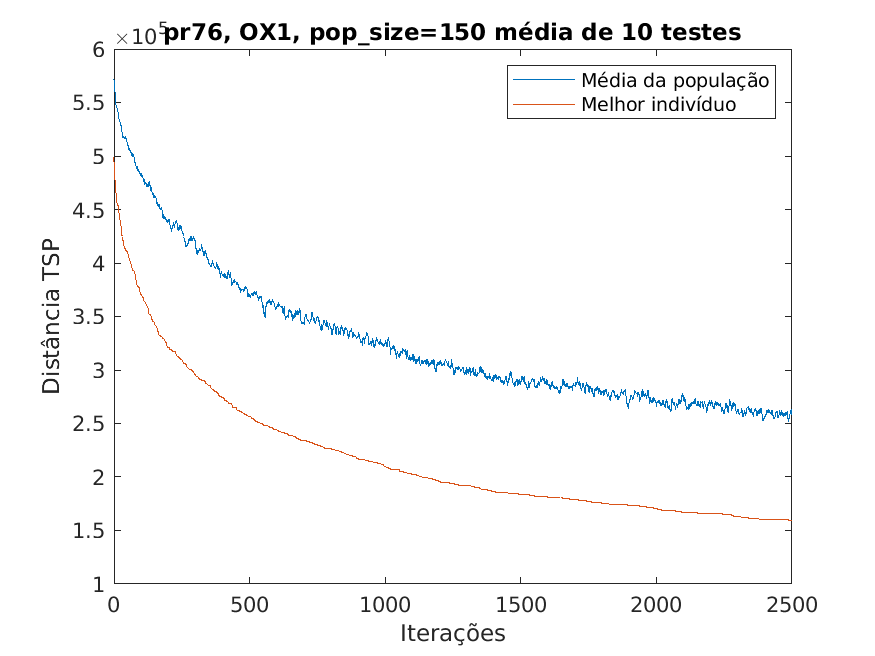 ×10⁵
pr76, OX1, pop_size=150 média de 10 testes
Média da população
Melhor indivíduo
6
5.5
5
4.5
4
3.5
3
2.5
2
1.5
1
Distância TSP
0 500 1000 1500 2000 2500
Iterações